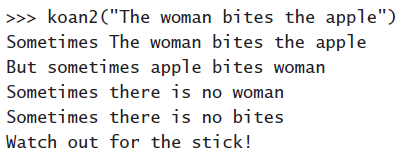 >>> koan2("The woman bites the apple")
Sometimes The woman bites the apple
But sometimes apple bites woman
Sometimes there is no woman
Sometimes there is no bites
Watch out for the stick!